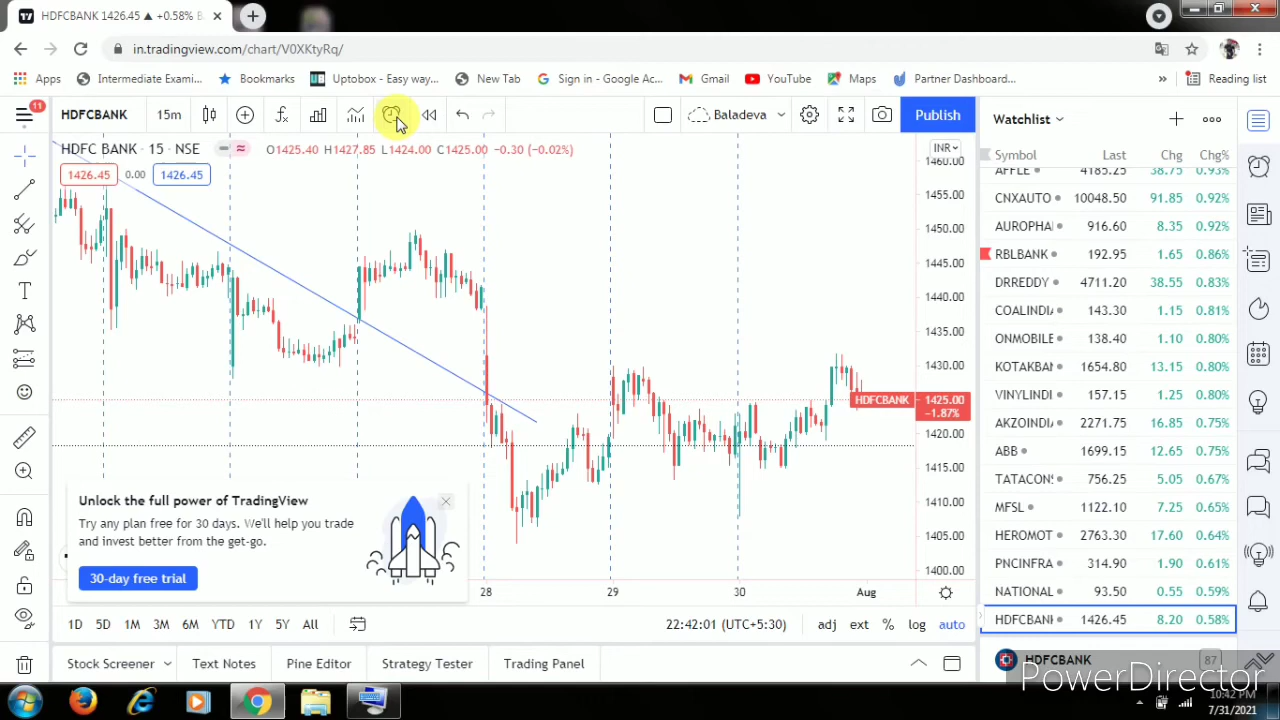 HDFCBANK 1426.45 ▲ +0.58% B
in.tradingview.com/chart/V0XKtyRq/
Apps Intermediate Exami... Bookmarks Uptobox - Easy way... New Tab Sign in - Google Ac... Gmail YouTube Maps Partner Dashboard... » Reading list
11 HDFCBANK 15m Baladeva Publish
HDFC BANK · 15 · NSE O1425.40 H1427.85 L1424.00 C1425.00 −0.30 (−0.02%)
1426.45 0.00 1426.45
INR
1460.00
1455.00
1450.00
1445.00
1440.00
1435.00
1430.00
HDFCBANK 1425.00
−1.87%
1420.00
1415.00
1410.00
1405.00
1400.00
Unlock the full power of TradingView
Try any plan free for 30 days. We'll help you trade
and invest better from the get-go.
30-day free trial
28 29 30 Aug
1D 5D 1M 3M 6M YTD 1Y 5Y All 22:42:01 (UTC+5:30) adj ext % log auto
Stock Screener Text Notes Pine Editor Strategy Tester Trading Panel
Watchlist
Symbol Last Chg Chg%
AFFLE 4185.25 38.75 0.93%
CNXAUTO 10048.50 91.85 0.92%
AUROPHA 916.60 8.35 0.92%
RBLBANK 192.95 1.65 0.86%
DRREDDY 4711.20 38.55 0.83%
COALINDIA 143.30 1.15 0.81%
ONMOBILE 138.40 1.10 0.80%
KOTAKBAN 1654.80 13.15 0.80%
VINYLINDI 157.15 1.25 0.80%
AKZOINDIA 2271.75 16.85 0.75%
ABB 1699.15 12.65 0.75%
TATACONS 756.25 5.05 0.67%
MFSL 1122.10 7.25 0.65%
HEROMOT 2763.30 17.60 0.64%
PNCINFRA 314.90 1.90 0.61%
NATIONAL 93.50 0.55 0.59%
HDFCBANK 1426.45 8.20 0.58%
HDFCBANK 87
PowerDirector
10:42 PM
7/31/2021